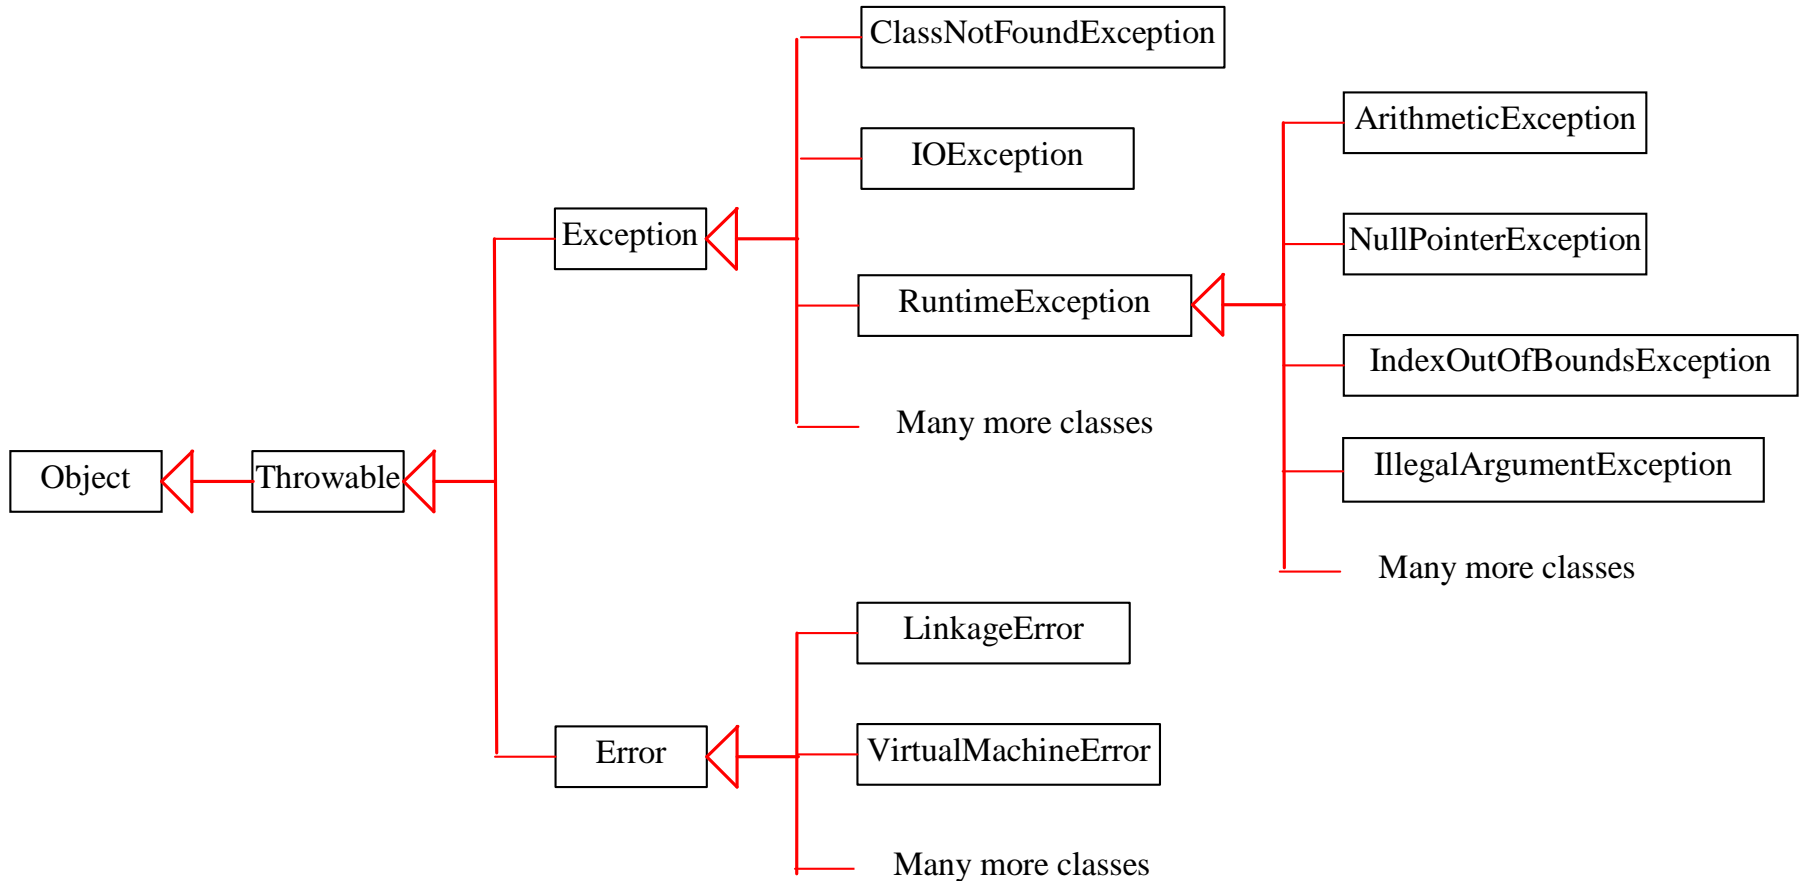 ClassNotFoundException
ArithmeticException
IOException
NullPointerException
Exception
RuntimeException
IndexOutOfBoundsException
Many more classes
Object
Throwable
IllegalArgumentException
Many more classes
LinkageError
Error
VirtualMachineError
Many more classes